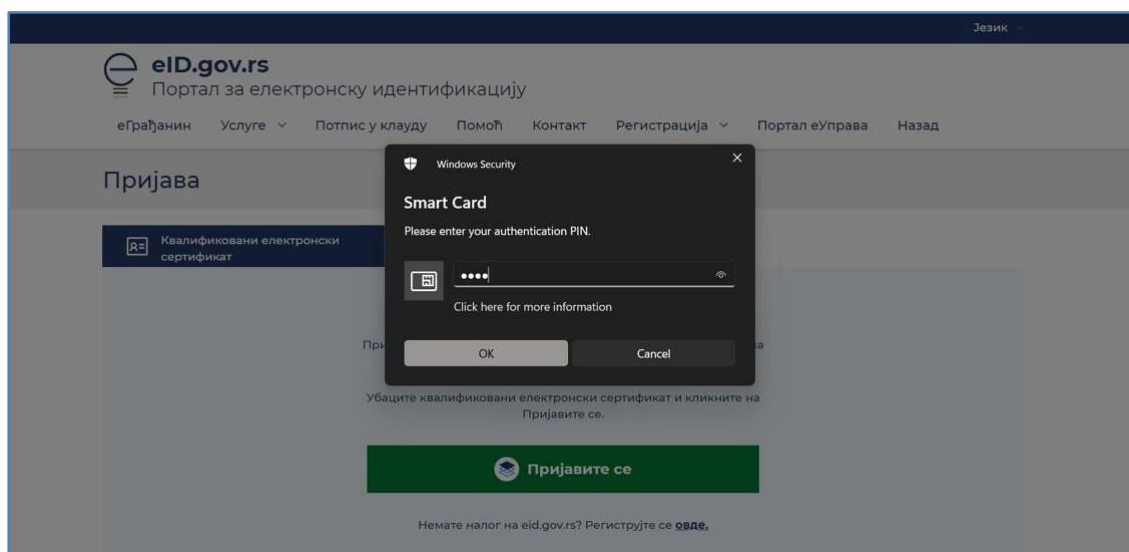 Језик
eID.gov.rs
Портал за електронску идентификацију
еГрађанин Услуге Потпис у клауду Помоћ Контакт Регистрација Портал еУправа Назад
Пријава
Windows Security
Smart Card
Please enter your authentication PIN.
Click here for more information
OK Cancel
Квалификовани електронски
сертификат
Убаците квалификовани електронски сертификат и кликните на
Пријавите се.
Пријавите се
Немате налог на eid.gov.rs? Региструјте се овде.